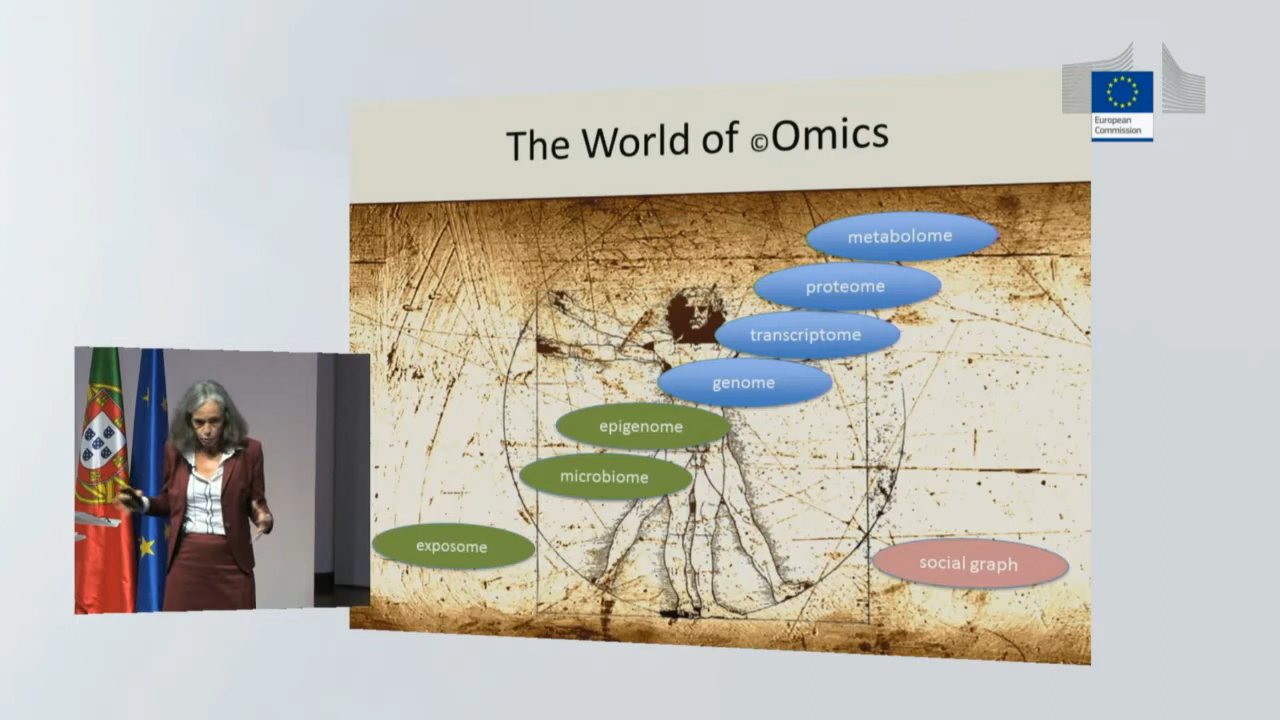 The World of ©Omics
European
Commission
metabolome
proteome
transcriptome
genome
epigenome
microbiome
exposome
social graph